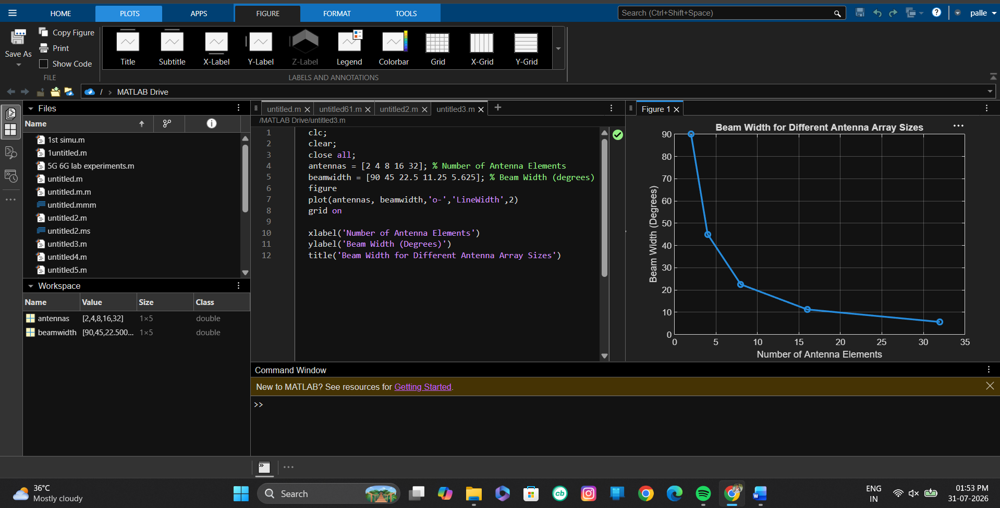 HOME PLOTS APPS FIGURE FORMAT TOOLS Search (Ctrl+Shift+Space) ? palle
Save As
Copy Figure
Print
Show Code
FILE
Title Subtitle X-Label Y-Label Z-Label Legend Colorbar Grid X-Grid Y-Grid
LABELS AND ANNOTATIONS
/ > MATLAB Drive
Files
Name
1st simu.m
1untitled.m
5G 6G lab experiments.m
untitled.m
untitled.m.m
untitled.mmm
untitled2.m
untitled2.ms
untitled3.m
untitled4.m
untitled5.m
Workspace
Name Value Size Class
antennas [2,4,8,16,32] 1×5 double
beamwidth [90,45,22.500... 1×5 double
untitled.m untitled61.m untitled2.m untitled3.m
/MATLAB Drive/untitled3.m
1 clc;
2 clear;
3 close all;
4 antennas = [2 4 8 16 32]; % Number of Antenna Elements
5 beamwidth = [90 45 22.5 11.25 5.625]; % Beam Width (degrees)
6 figure
7 plot(antennas, beamwidth,'o-','LineWidth',2)
8 grid on
9
10 xlabel('Number of Antenna Elements')
11 ylabel('Beam Width (Degrees)')
12 title('Beam Width for Different Antenna Array Sizes')
Figure 1
Beam Width for Different Antenna Array Sizes
Beam Width (Degrees)
90
80
70
60
50
40
30
20
10
0
0 5 10 15 20 25 30 35
Number of Antenna Elements
Command Window
New to MATLAB? See resources for Getting Started.
>>
36°C
Mostly cloudy
Search
cb
W
ENG
IN
01:53 PM
31-07-2026